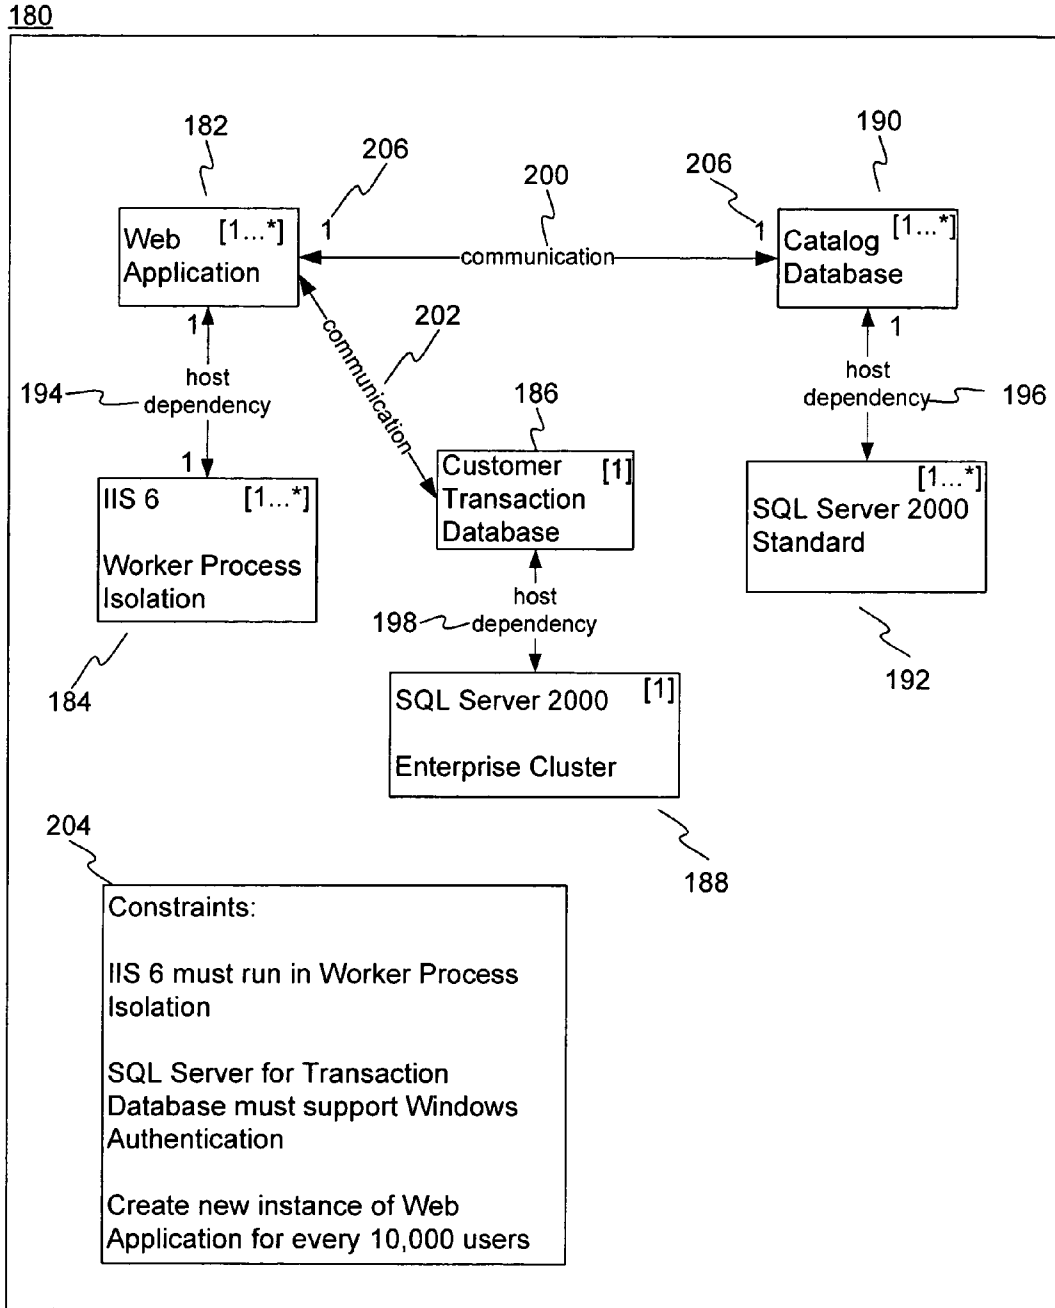 180
182
206
200
206
190
Web [1...*]
Application
1
communication
1
Catalog [1...*]
Database
1
host
dependency
194
1
202
communication
1
host
dependency
196
186
IIS 6 [1...*]
Worker Process
Isolation
184
Customer [1]
Transaction
Database
[1...*]
SQL Server 2000
Standard
192
host
dependency
198
SQL Server 2000 [1]
Enterprise Cluster
188
204
Constraints:
IIS 6 must run in Worker Process
Isolation
SQL Server for Transaction
Database must support Windows
Authentication
Create new instance of Web
Application for every 10,000 users